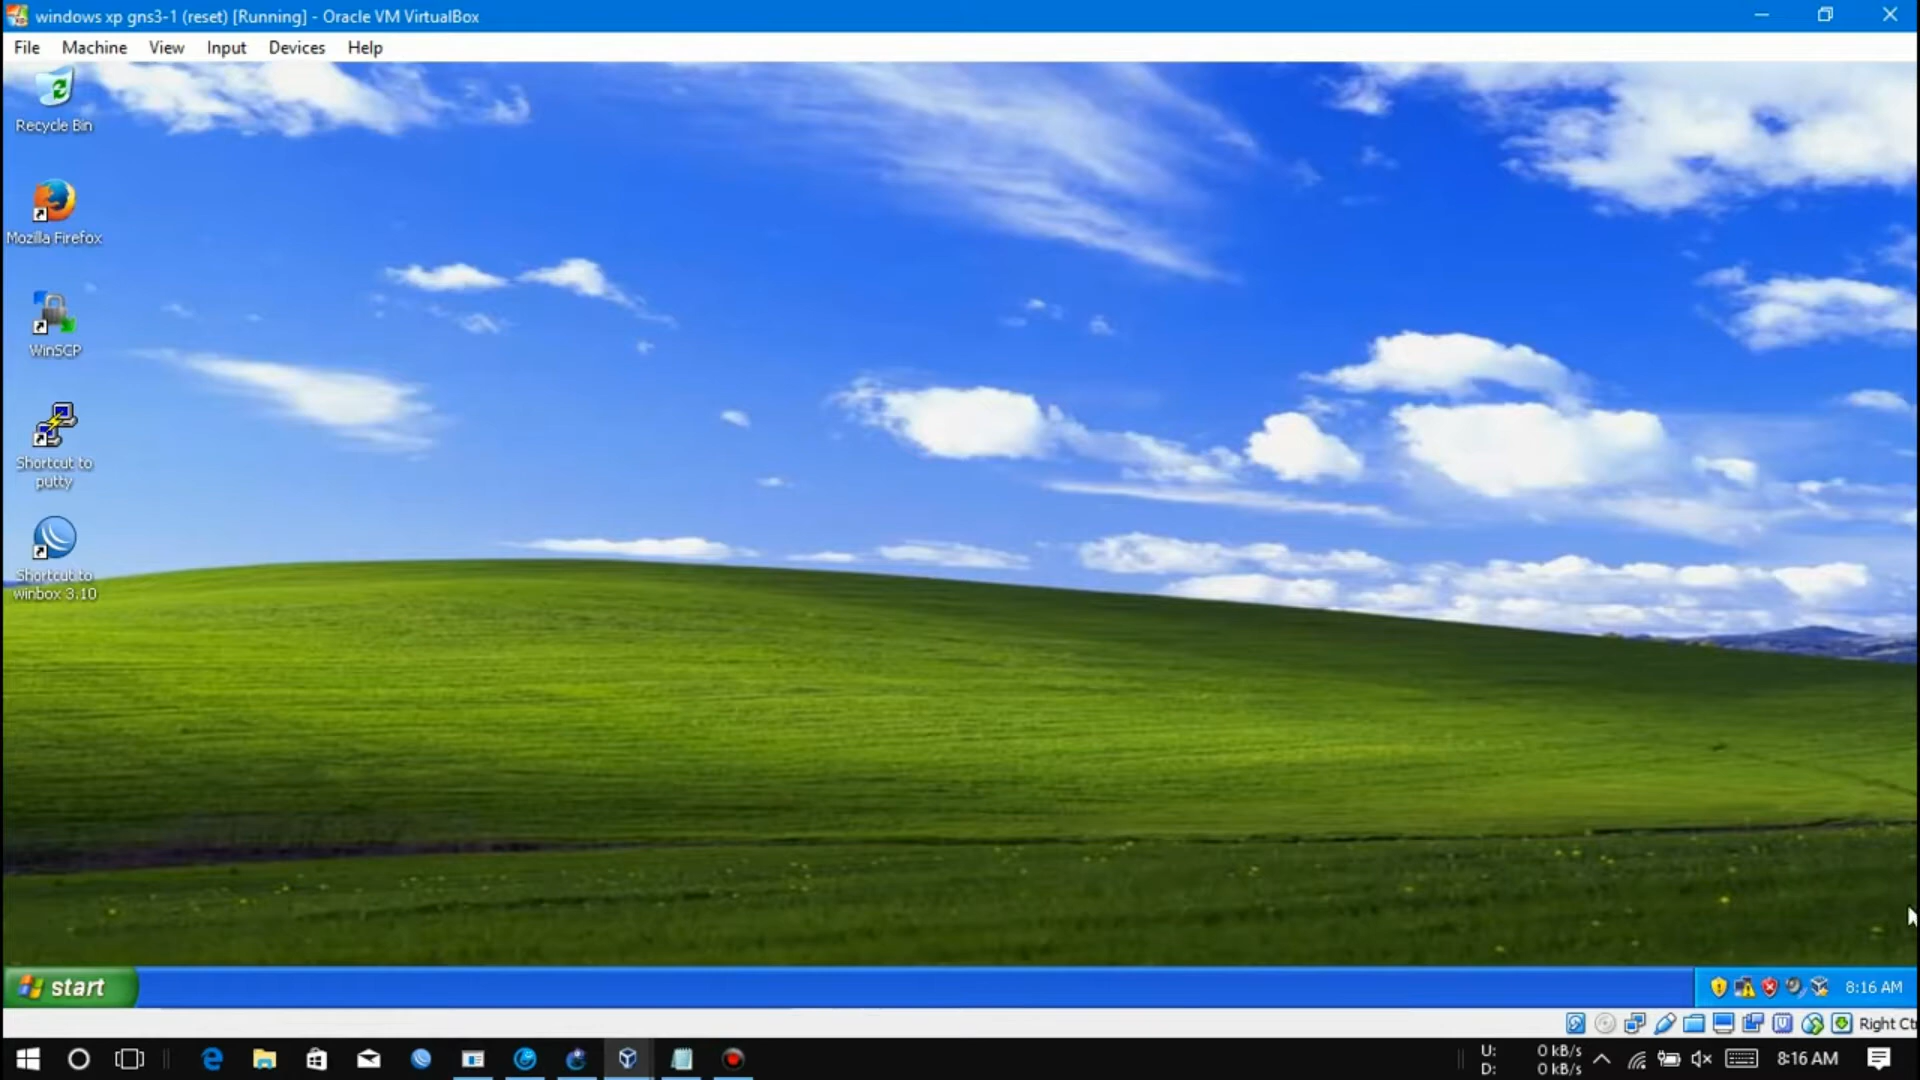 windows xp gns3-1 (reset) [Running] - Oracle VM VirtualBox
File Machine View Input Devices Help
Recycle Bin
Mozilla Firefox
WinSCP
Shortcut to
putty
Shortcut to
winbox 3.10
start
8:16 AM
Right Ct
U: 0 kB/s
D: 0 kB/s
8:16 AM